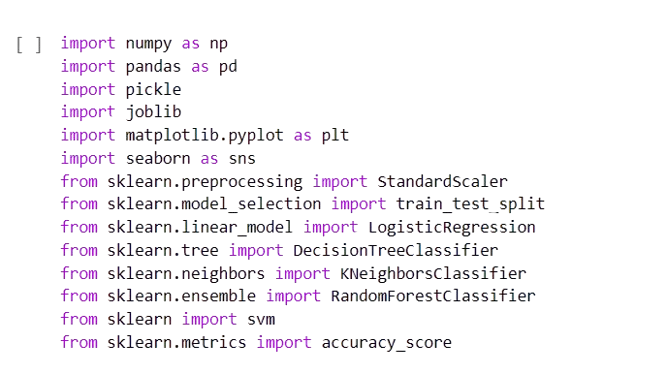 [ ] import numpy as np
import pandas as pd
import pickle
import joblib
import matplotlib.pyplot as plt
import seaborn as sns
from sklearn.preprocessing import StandardScaler
from sklearn.model_selection import train_test_split
from sklearn.linear_model import LogisticRegression
from sklearn.tree import DecisionTreeClassifier
from sklearn.neighbors import KNeighborsClassifier
from sklearn.ensemble import RandomForestClassifier
from sklearn import svm
from sklearn.metrics import accuracy_score